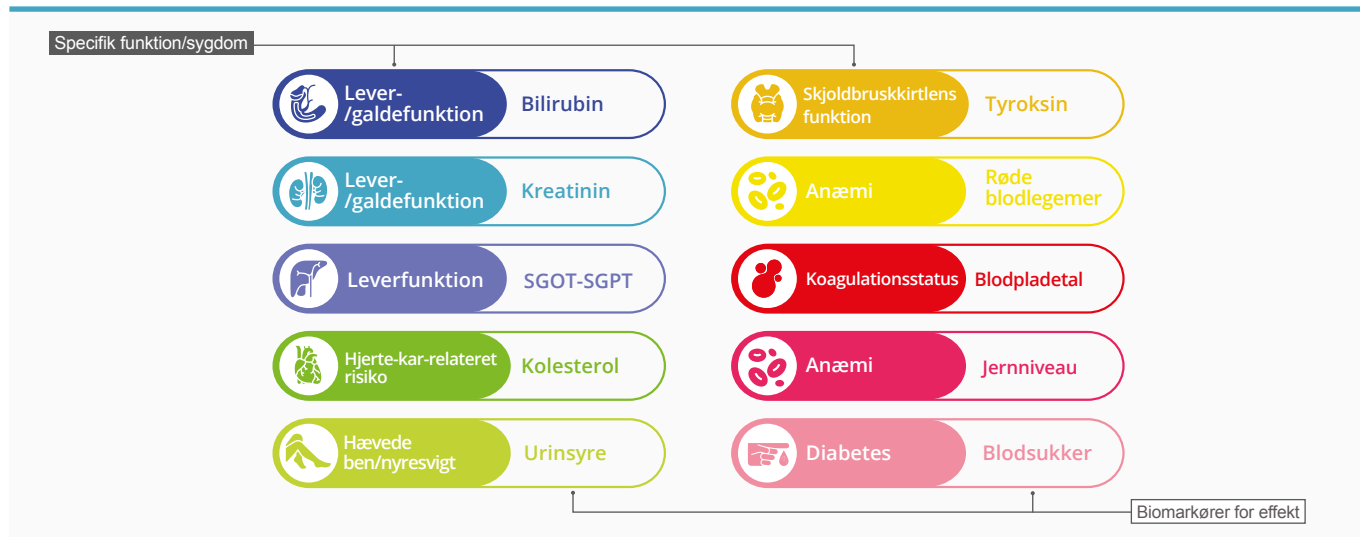 Specifik funktion/sygdom
Lever-
/galdefunktion
Bilirubin
Lever-
/galdefunktion
Kreatinin
Leverfunktion
SGOT-SGPT
Hjerte-kar-relateret
risiko
Kolesterol
Hævede
ben/nyresvigt
Urinsyre
Skjoldbruskkirtlens
funktion
Tyroksin
Anæmi
Røde
blodlegemer
Koagulationsstatus
Blodpladetal
Anæmi
Jernniveau
Diabetes
Blodsukker
Biomarkører for effekt